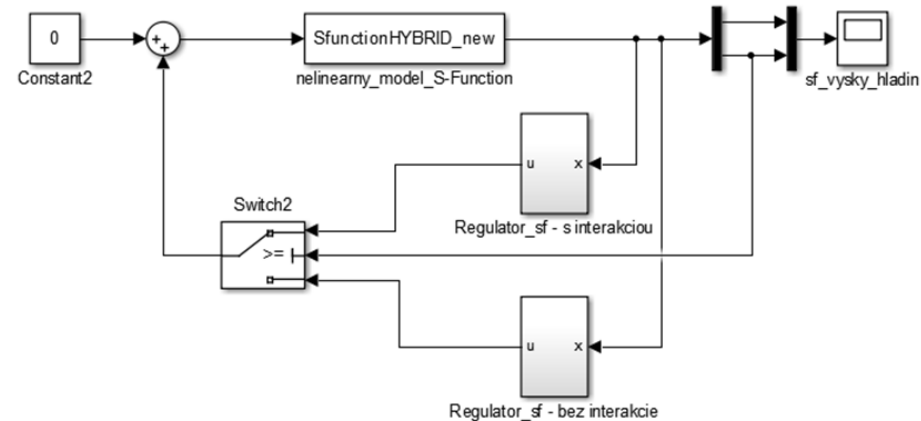 0
Constant2
+
+
SfunctionHYBRID_new
nelinearny_model_S-Function
sf_vysky_hladin
u
x
Regulator_sf - s interakciou
Switch2
>=
u
x
Regulator_sf - bez interakcie